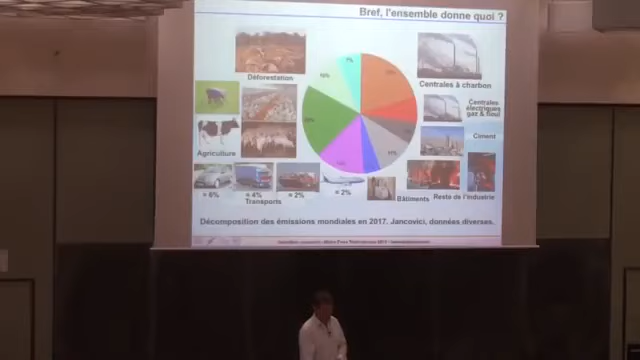 Bref, l'ensemble donne quoi ?
Déforestation
Centrales à charbon
Centrales
électriques
gaz & fioul
Ciment
Agriculture
≈ 6%
≈ 4%
≈ 2%
≈ 2%
Transports
Bâtiments
Reste de l'industrie
Décomposition des émissions mondiales en 2017. Jancovici, données diverses.